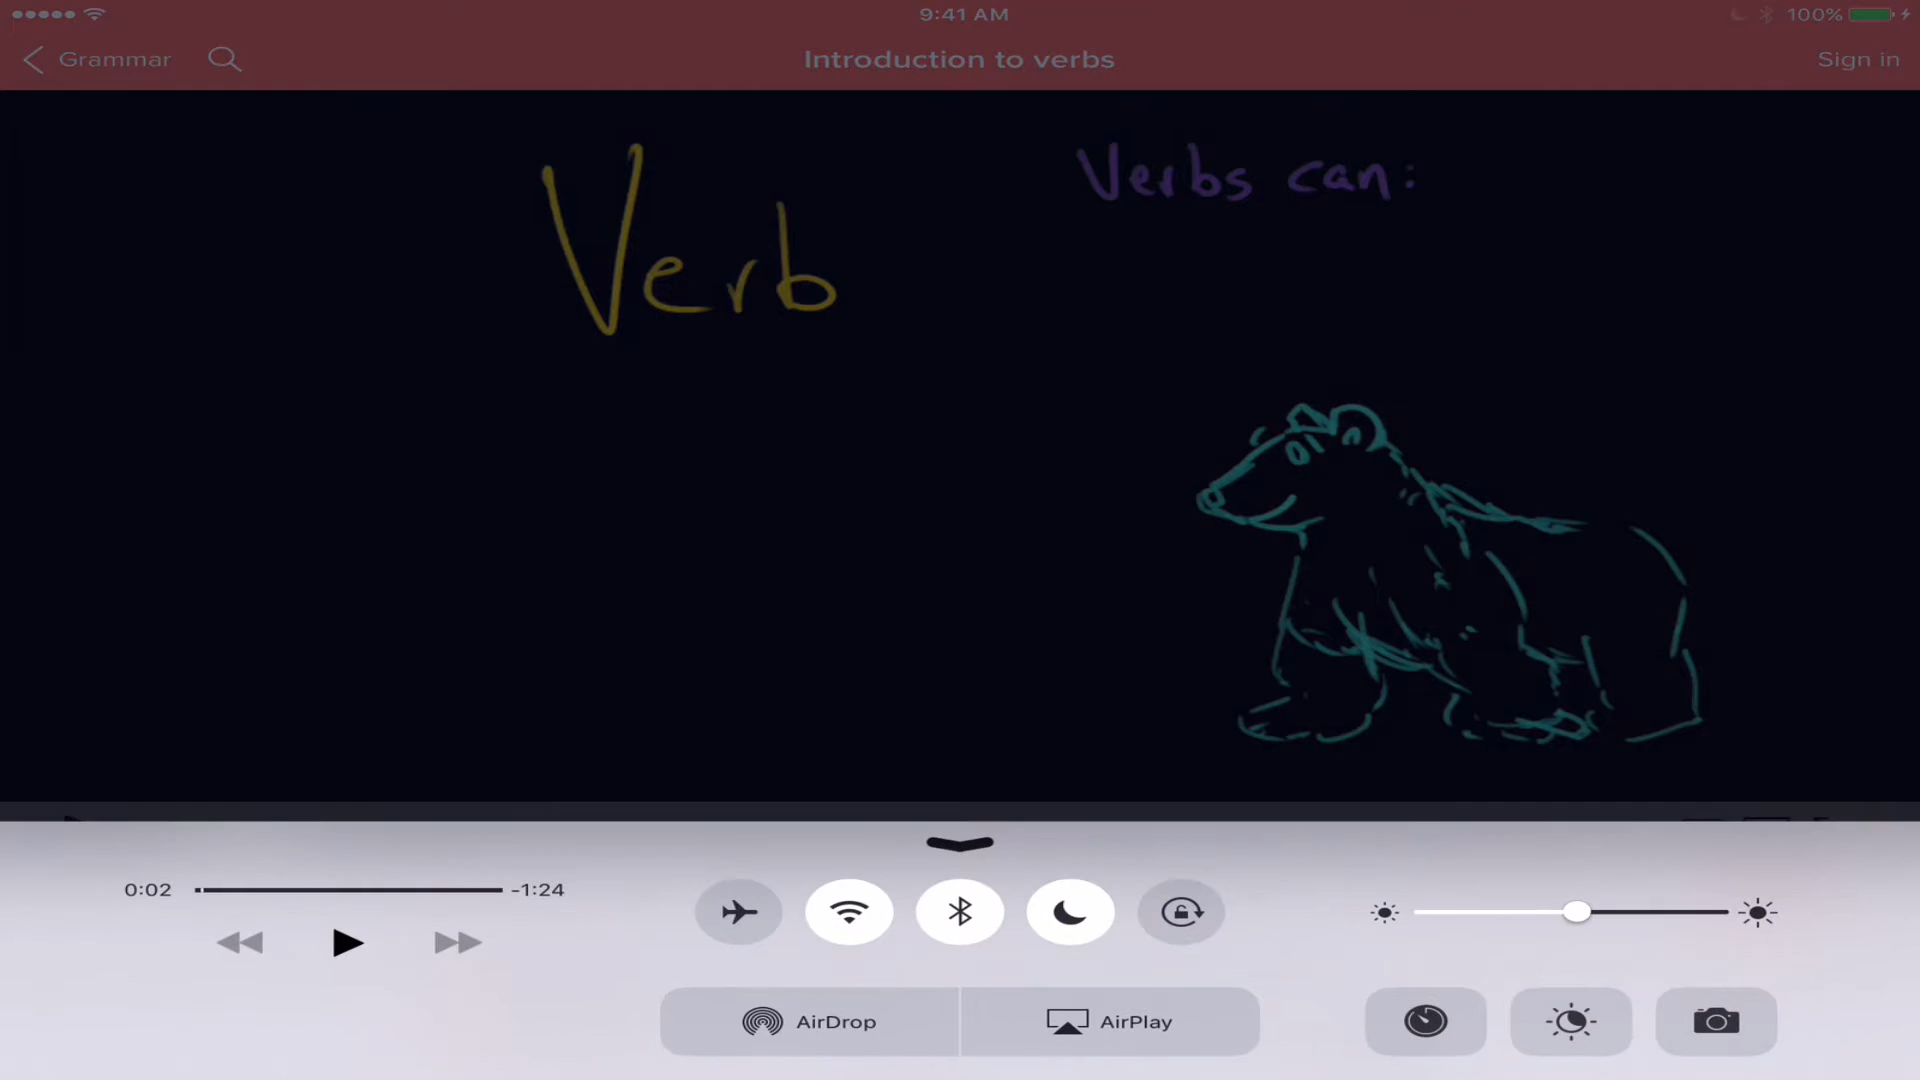 9:41 AM 100%
Grammar Introduction to verbs Sign in
Verb
Verbs can:
0:02 -1:24
AirDrop AirPlay